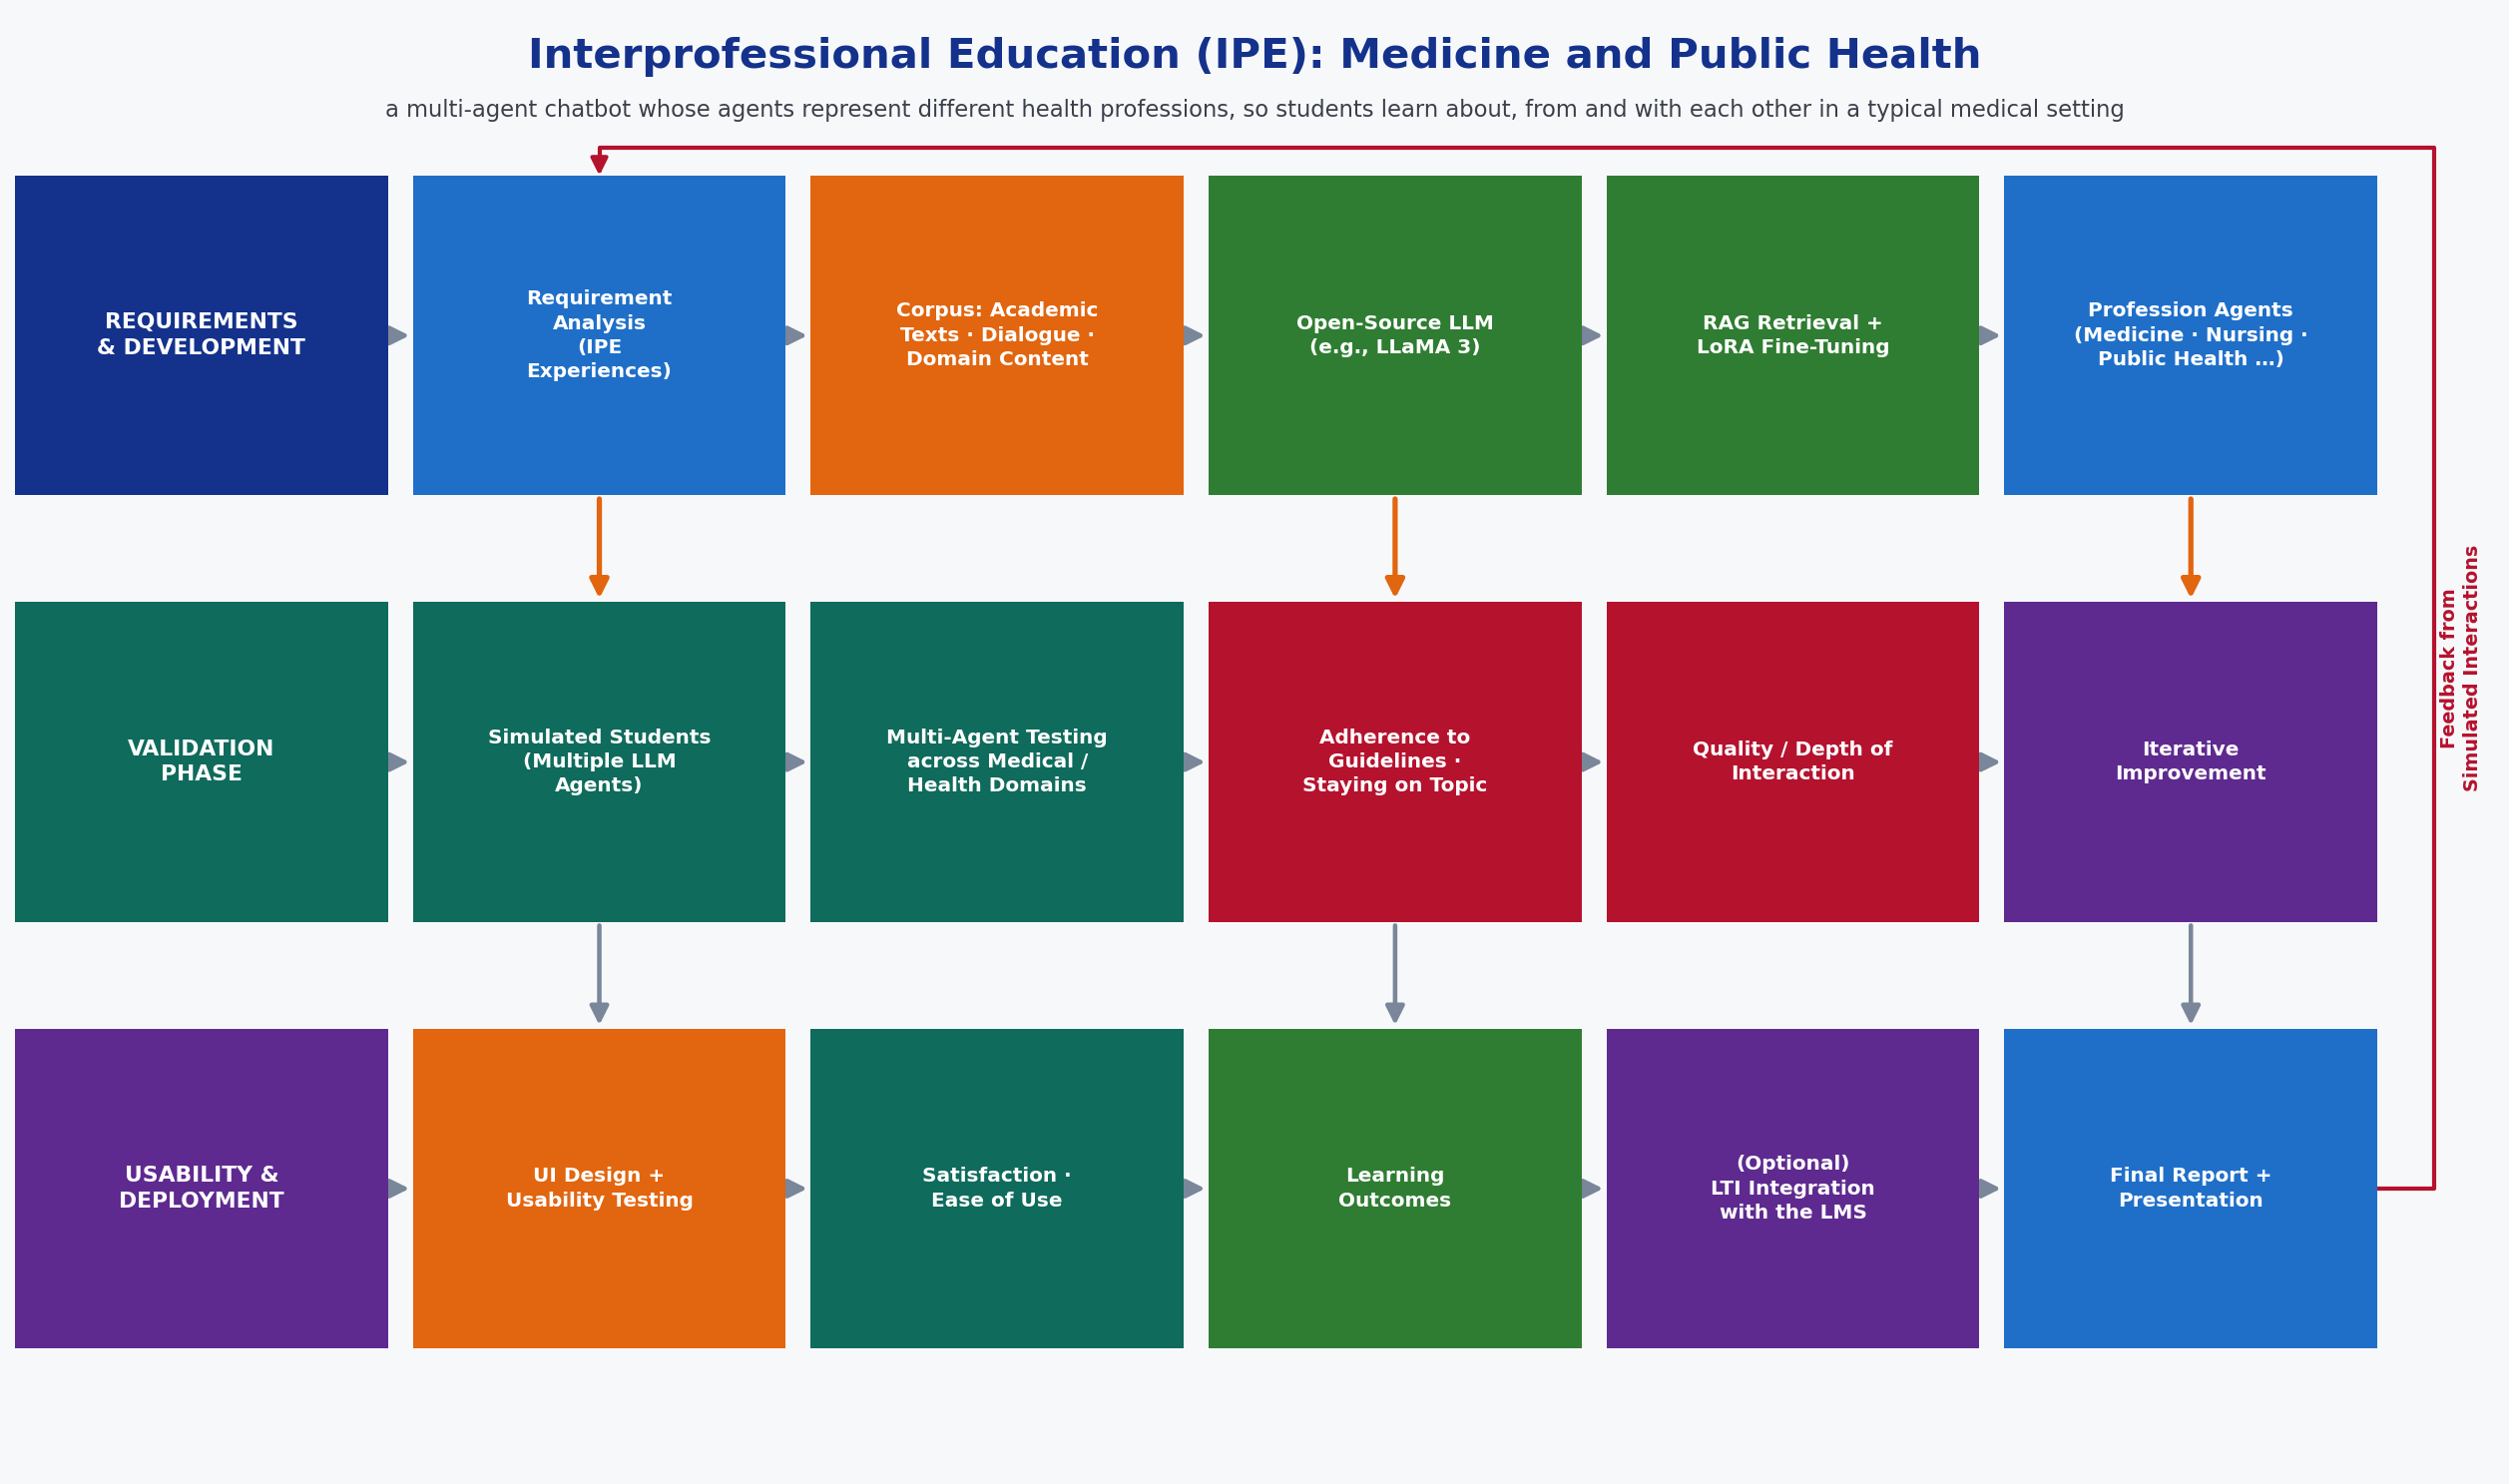 Interprofessional Education (IPE): Medicine and Public Health
a multi-agent chatbot whose agents represent different health professions, so students learn about, from and with each other in a typical medical setting
REQUIREMENTS
& DEVELOPMENT
Requirement
Analysis
(IPE
Experiences)
Corpus: Academic
Texts · Dialogue ·
Domain Content
Open-Source LLM
(e.g., LLaMA 3)
RAG Retrieval +
LoRA Fine-Tuning
Profession Agents
(Medicine · Nursing ·
Public Health …)
VALIDATION
PHASE
Simulated Students
(Multiple LLM
Agents)
Multi-Agent Testing
across Medical /
Health Domains
Adherence to
Guidelines ·
Staying on Topic
Quality / Depth of
Interaction
Iterative
Improvement
Feedback from
Simulated Interactions
USABILITY &
DEPLOYMENT
UI Design +
Usability Testing
Satisfaction ·
Ease of Use
Learning
Outcomes
(Optional)
LTI Integration
with the LMS
Final Report +
Presentation